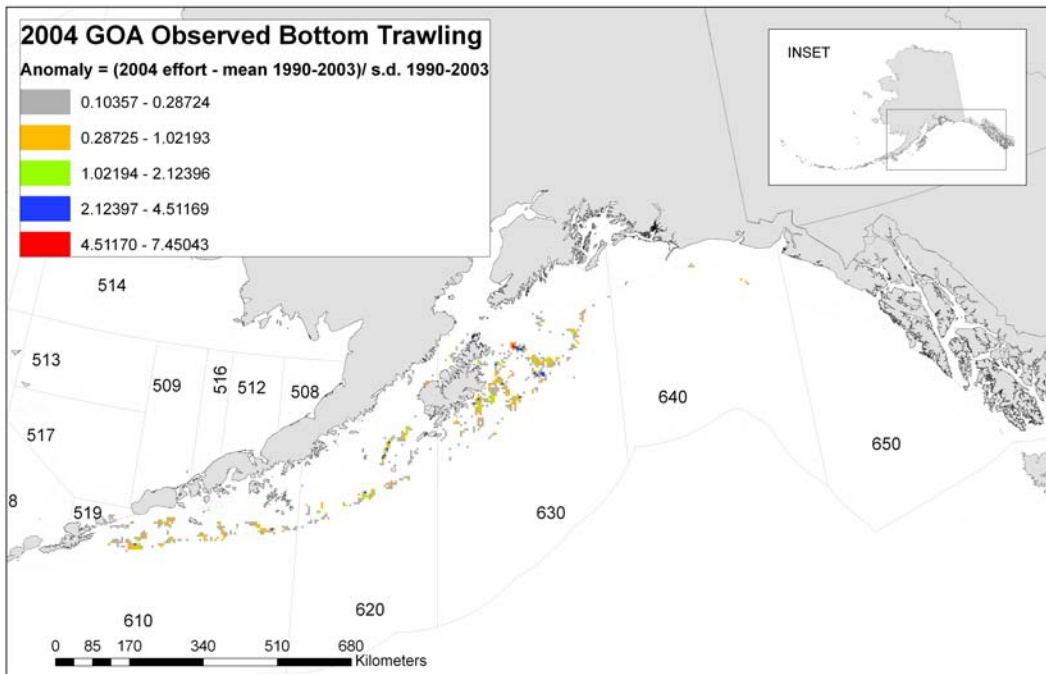 2004 GOA Observed Bottom Trawling
Anomaly = (2004 effort - mean 1990-2003)/ s.d. 1990-2003
0.10357 - 0.28724
0.28725 - 1.02193
1.02194 - 2.12396
2.12397 - 4.51169
4.51170 - 7.45043
INSET
514
513
509
516
512
508
517
8
519
640
650
630
620
610
0 85 170 340 510 680
Kilometers